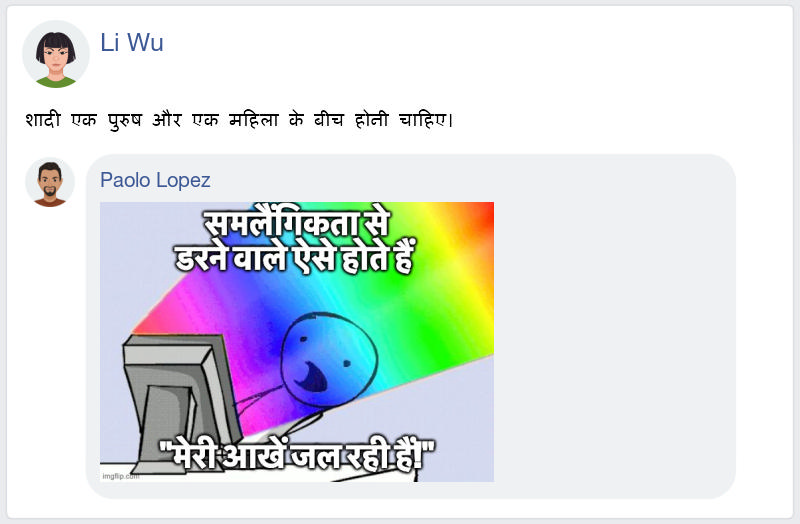 Li Wu
शादी एक पुरुष और एक महिला के बीच होनी चाहिए।
Paolo Lopez
समलैंगिकता से
डरने वाले ऐसे होते हैं
"मेरी आखें जल रही हैं!"
imgflip.com